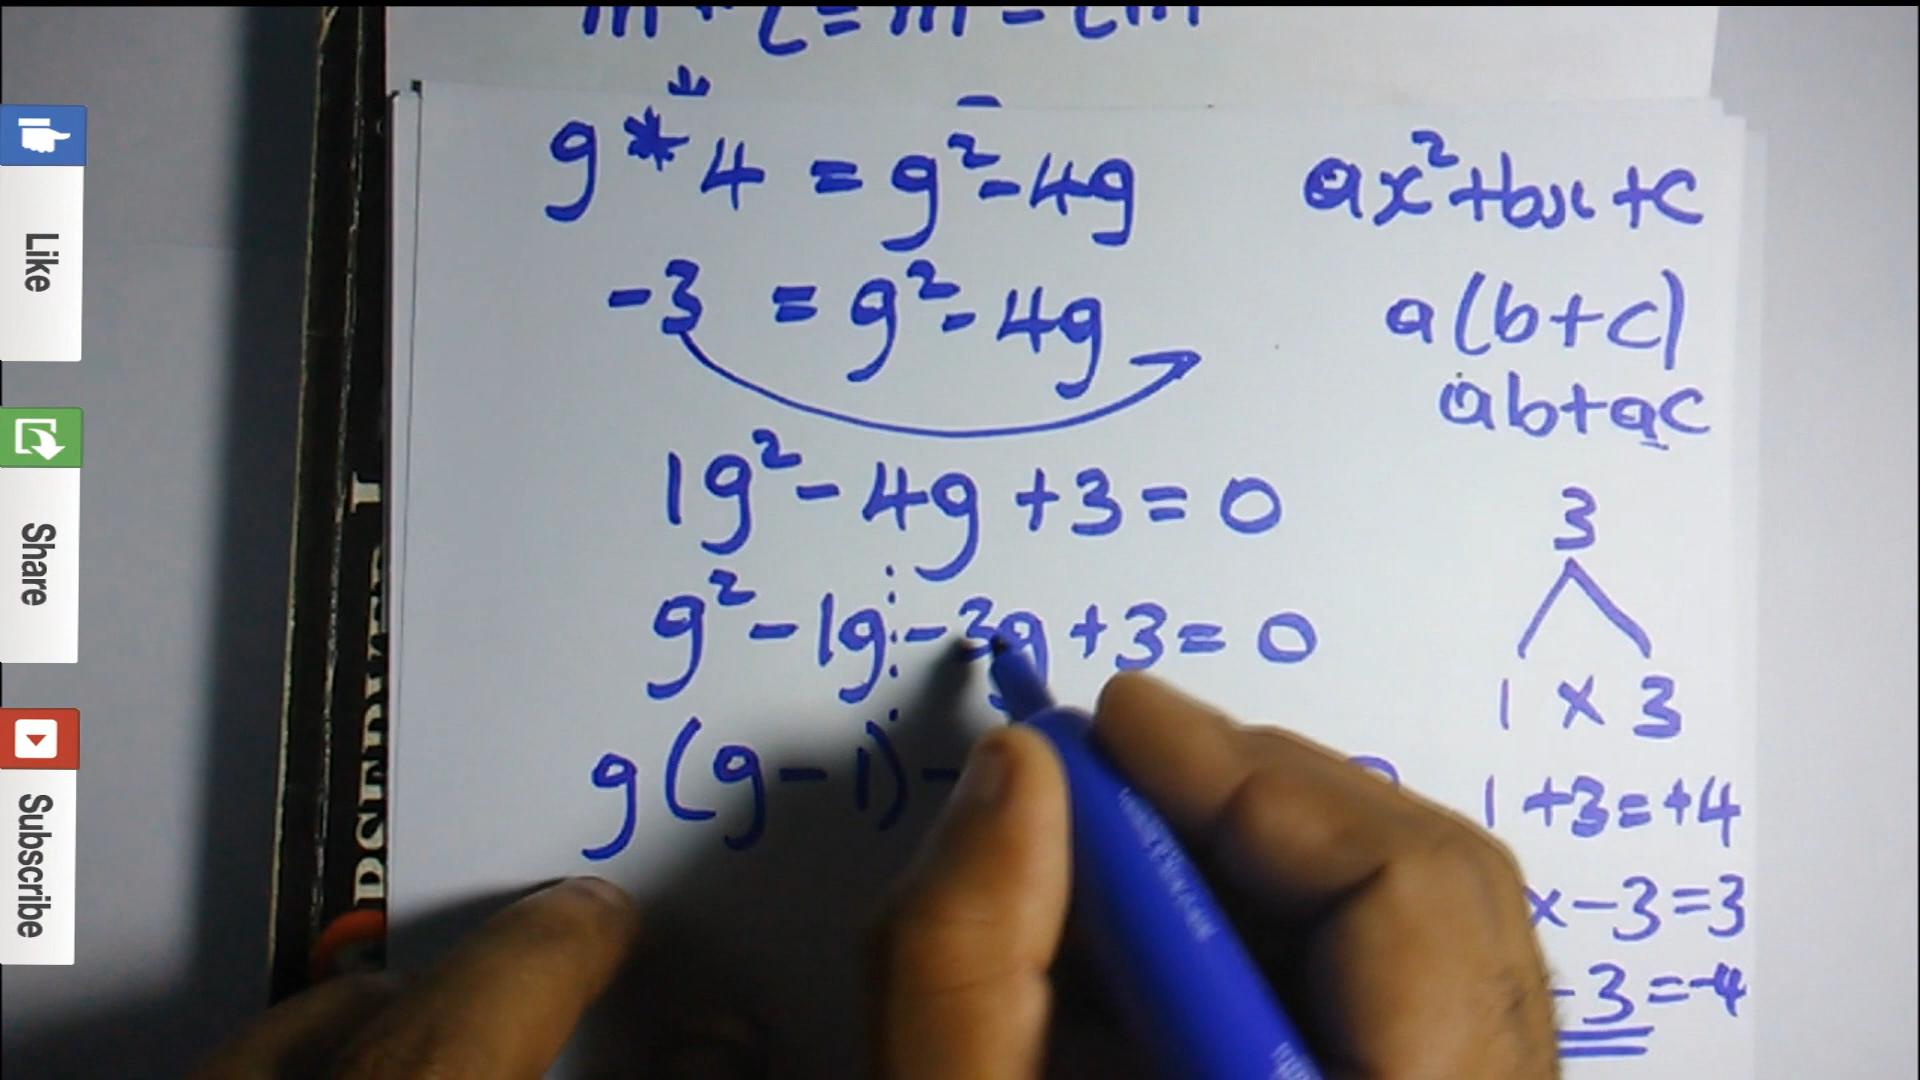 g * 4 = g² - 4g
-3 = g² - 4g
1g² - 4g + 3 = 0
g² - 1g - 3g + 3 = 0
g(g - 1) -
ax² + bx + c
a(b + c)
ab + ac
3
1 x 3
1 + 3 = +4
x - 3 = 3
- 3 = -4
Like
Share
Subscribe